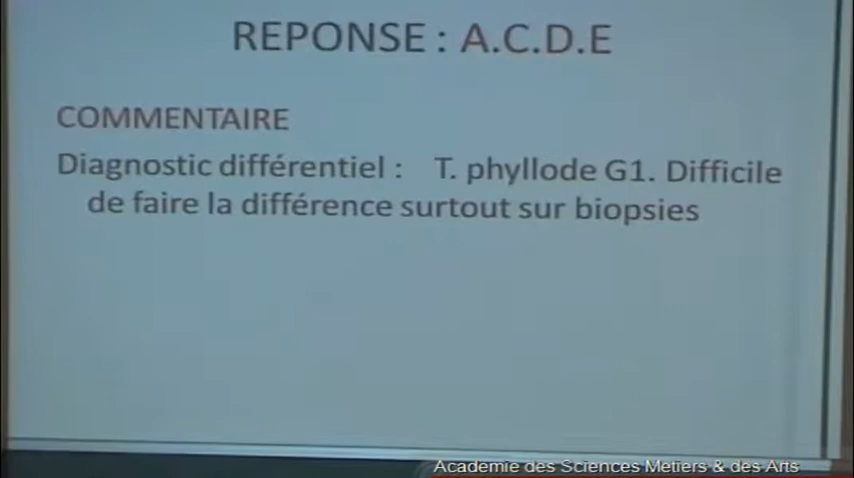 REPONSE : A.C.D.E
COMMENTAIRE
Diagnostic différentiel : T. phyllode G1. Difficile
de faire la différence surtout sur biopsies
Academie des Sciences Metiers & des Arts